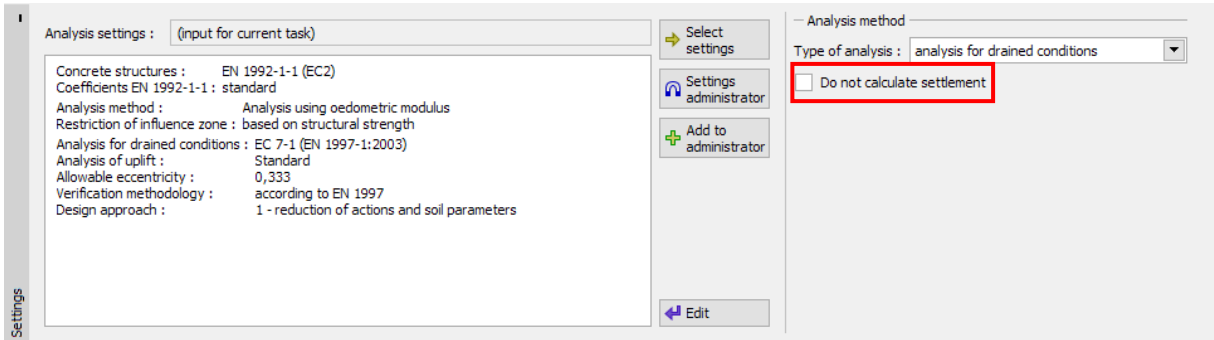 Analysis settings : (input for current task)
Concrete structures : EN 1992-1-1 (EC2)
Coefficients EN 1992-1-1 : standard
Analysis method : Analysis using oedometric modulus
Restriction of influence zone : based on structural strength
Analysis for drained conditions : EC 7-1 (EN 1997-1:2003)
Analysis of uplift : Standard
Allowable eccentricity : 0,333
Verification methodology : according to EN 1997
Design approach : 1 - reduction of actions and soil parameters
Select
settings
Settings
administrator
Add to
administrator
Edit
Analysis method
Type of analysis : analysis for drained conditions
Do not calculate settlement
Settings